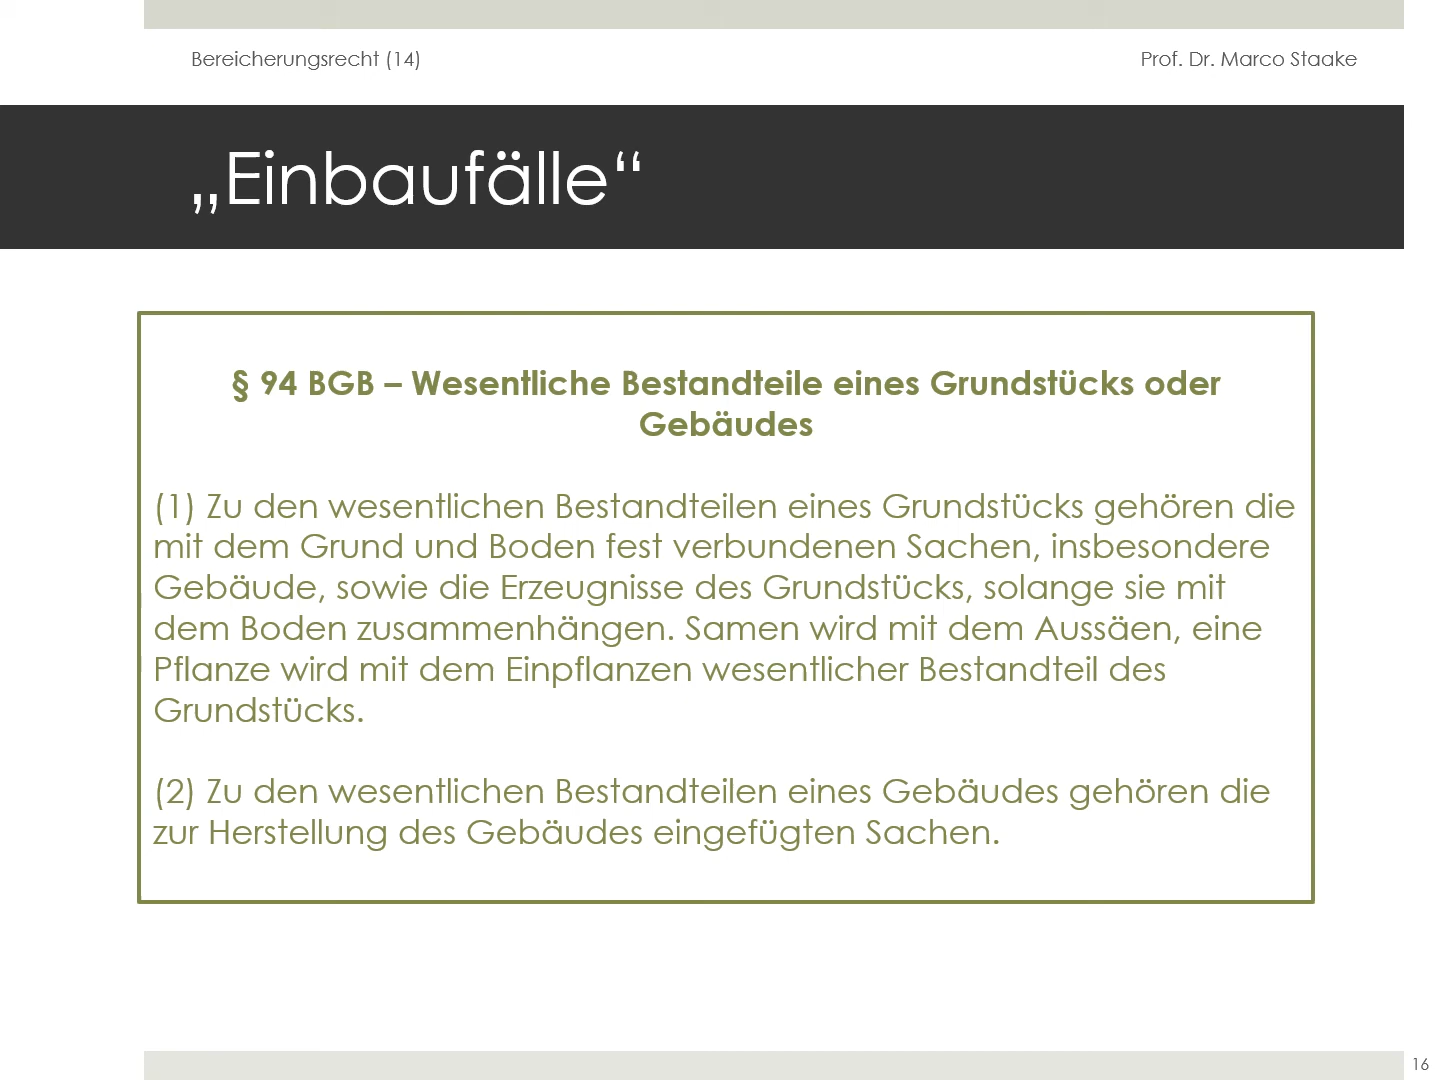 Bereicherungsrecht (14)
Prof. Dr. Marco Staake
„Einbaufälle“
§ 94 BGB – Wesentliche Bestandteile eines Grundstücks oder
Gebäudes
(1) Zu den wesentlichen Bestandteilen eines Grundstücks gehören die
mit dem Grund und Boden fest verbundenen Sachen, insbesondere
Gebäude, sowie die Erzeugnisse des Grundstücks, solange sie mit
dem Boden zusammenhängen. Samen wird mit dem Aussäen, eine
Pflanze wird mit dem Einpflanzen wesentlicher Bestandteil des
Grundstücks.
(2) Zu den wesentlichen Bestandteilen eines Gebäudes gehören die
zur Herstellung des Gebäudes eingefügten Sachen.
16